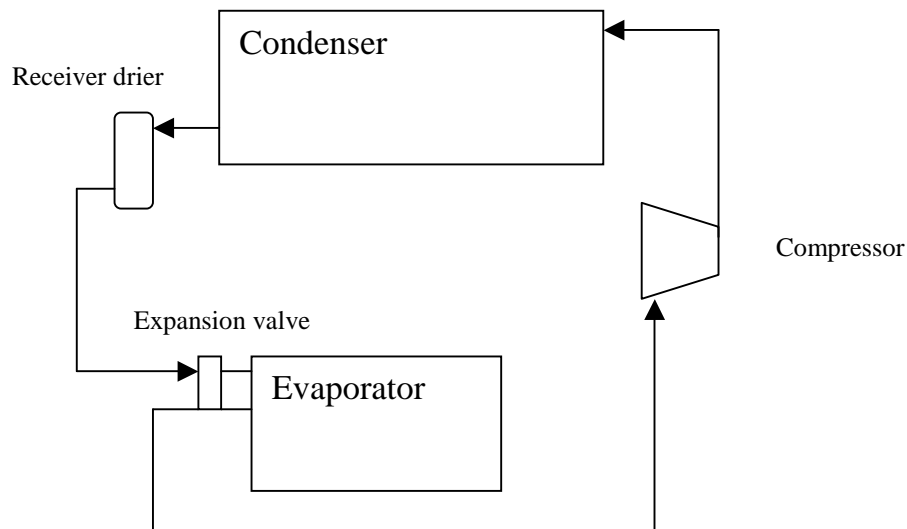 Condenser
Receiver drier
Compressor
Expansion valve
Evaporator